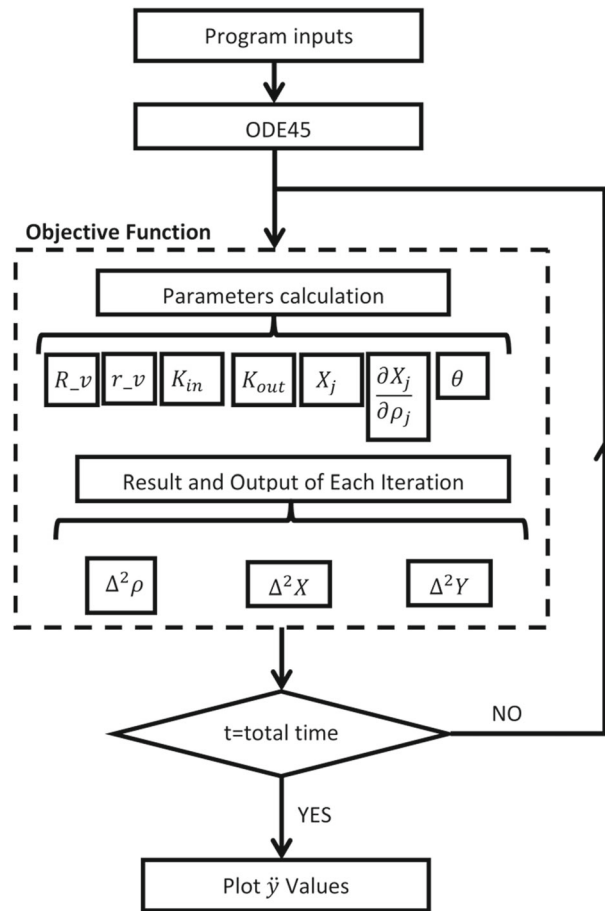 Program inputs
ODE45
Objective Function
Parameters calculation
R_v r_v K_in K_out X_j ∂X_j/∂ρ_j θ
Result and Output of Each Iteration
Δ²ρ Δ²X Δ²Y
t=total time
NO
YES
Plot ÿ Values